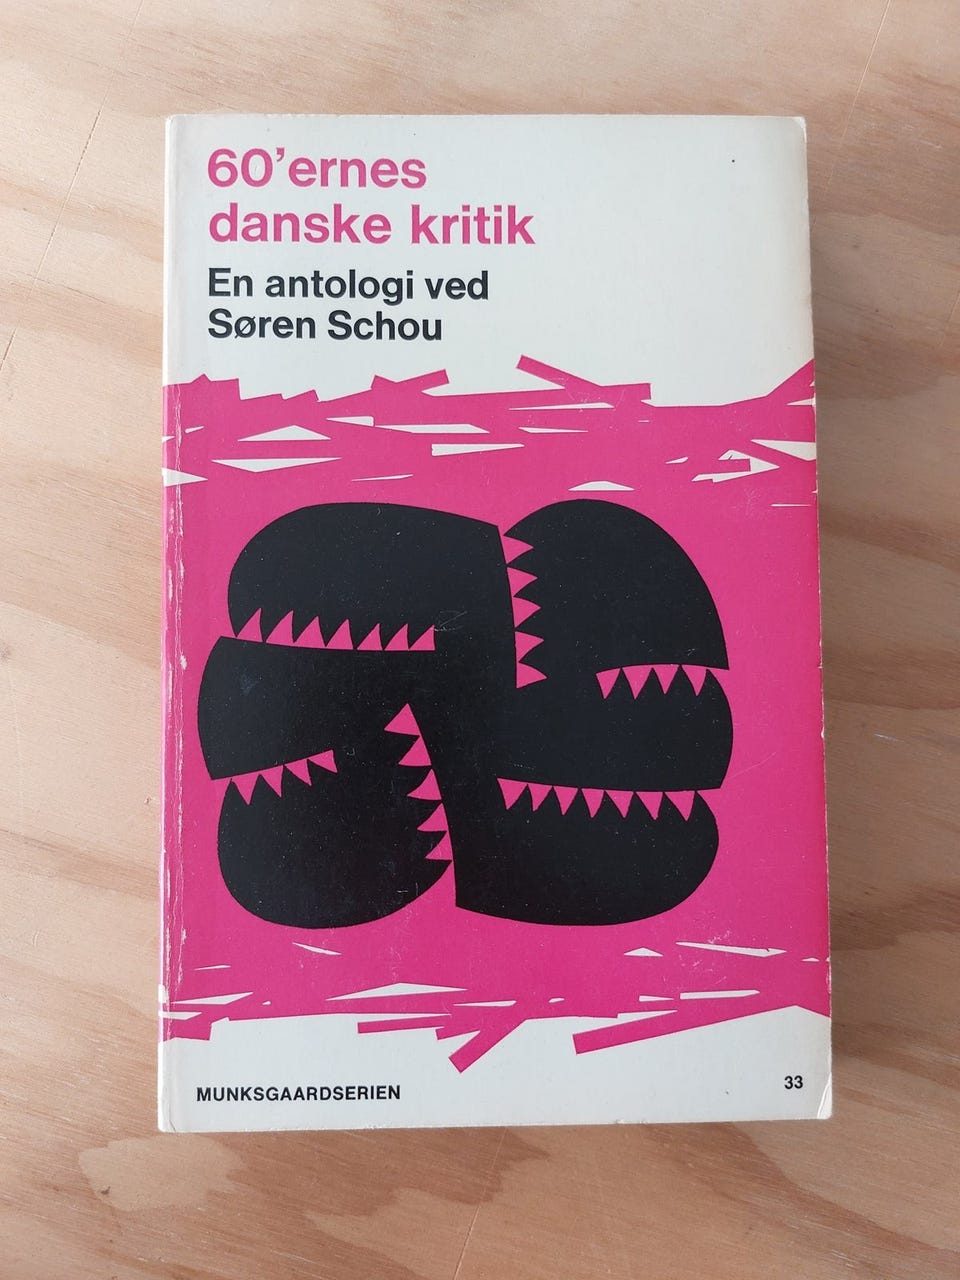 60'ernes
danske kritik
En antologi ved
Søren Schou
MUNKSGAARDSERIEN
33